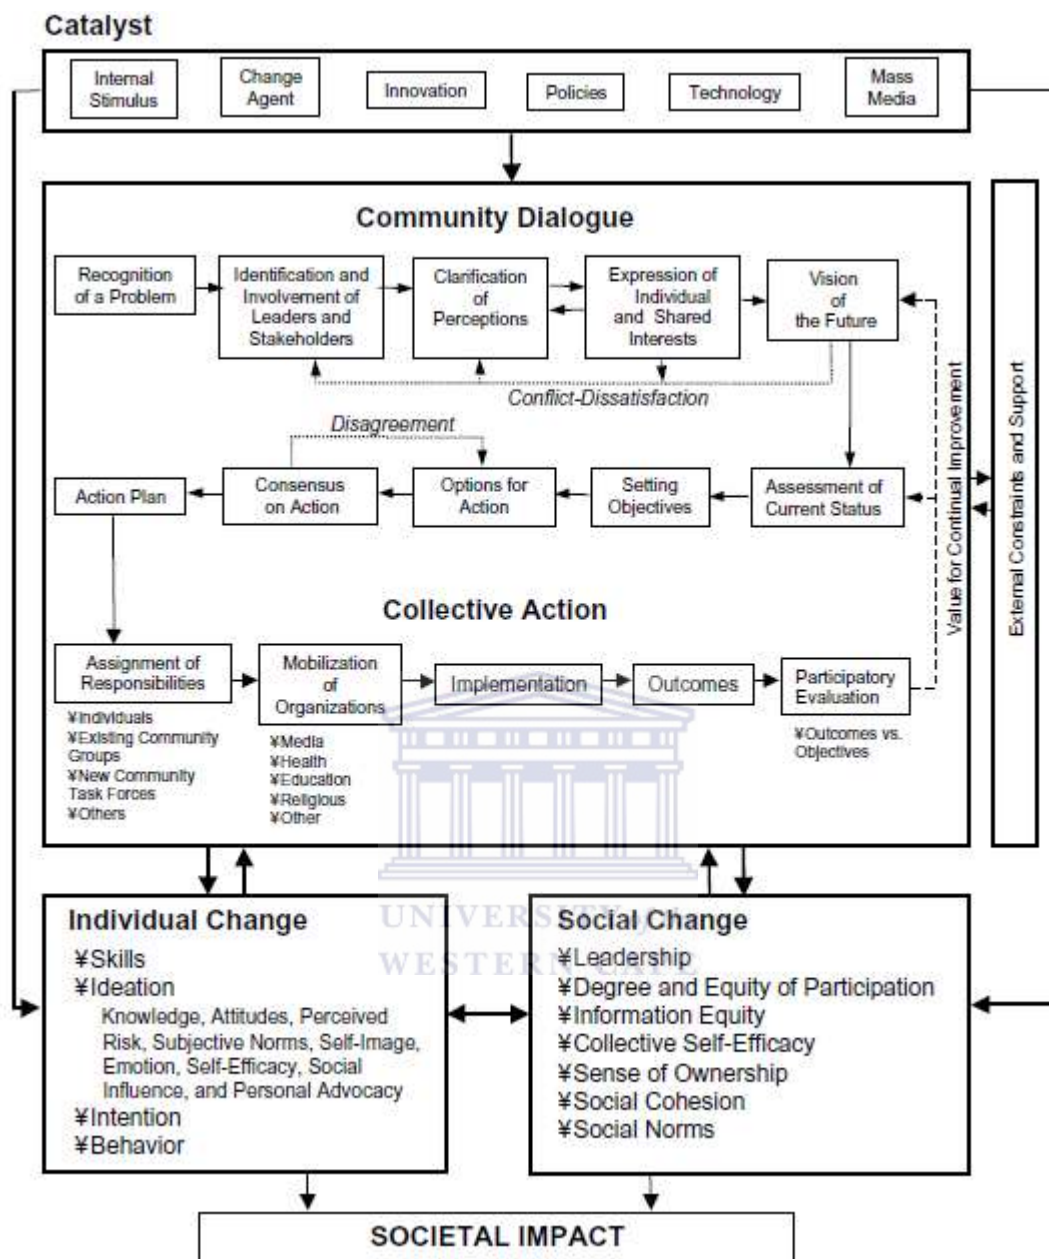 Catalyst
Internal
Stimulus
Change
Agent
Innovation
Policies
Technology
Mass
Media
Community Dialogue
Recognition
of a Problem
Identification and
Involvement of
Leaders and
Stakeholders
Clarification
of
Perceptions
Expression of
Individual
and Shared
Interests
Vision
of
the Future
Conflict-Dissatisfaction
Disagreement
Action Plan
Consensus
on Action
Options for
Action
Setting
Objectives
Assessment of
Current Status
Value for Continual Improvement
External Constraints and Support
Collective Action
Assignment of
Responsibilities
¥Individuals
¥Existing Community
Groups
¥New Community
Task Forces
¥Others
Mobilization
of
Organizations
¥Media
¥Health
¥Education
¥Religious
¥Other
Implementation
Outcomes
Participatory
Evaluation
¥Outcomes vs.
Objectives
UNIVERSITY of the
WESTERN CAPE
Individual Change
¥Skills
¥Ideation
Knowledge, Attitudes, Perceived
Risk, Subjective Norms, Self-Image,
Emotion, Self-Efficacy, Social
Influence, and Personal Advocacy
¥Intention
¥Behavior
Social Change
¥Leadership
¥Degree and Equity of Participation
¥Information Equity
¥Collective Self-Efficacy
¥Sense of Ownership
¥Social Cohesion
¥Social Norms
SOCIETAL IMPACT